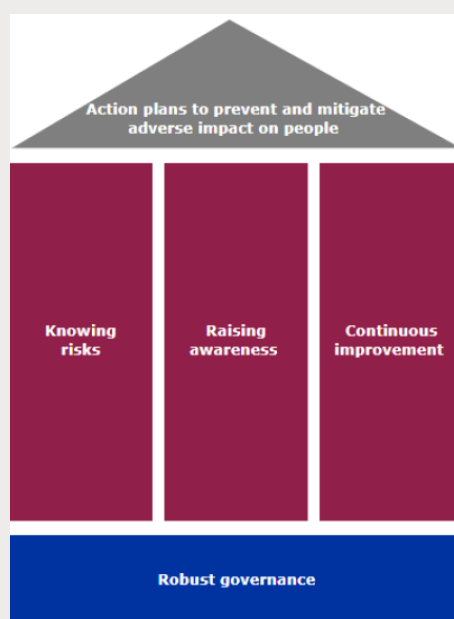 Action plans to prevent and mitigate
adverse impact on people
Knowing
risks
Raising
awareness
Continuous
improvement
Robust governance